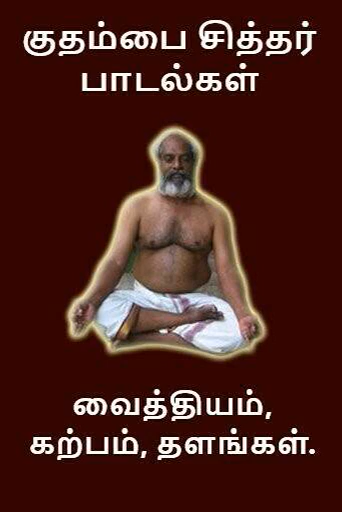 குதம்பை சித்தர்
பாடல்கள்
வைத்தியம்,
கற்பம், தளங்கள்.